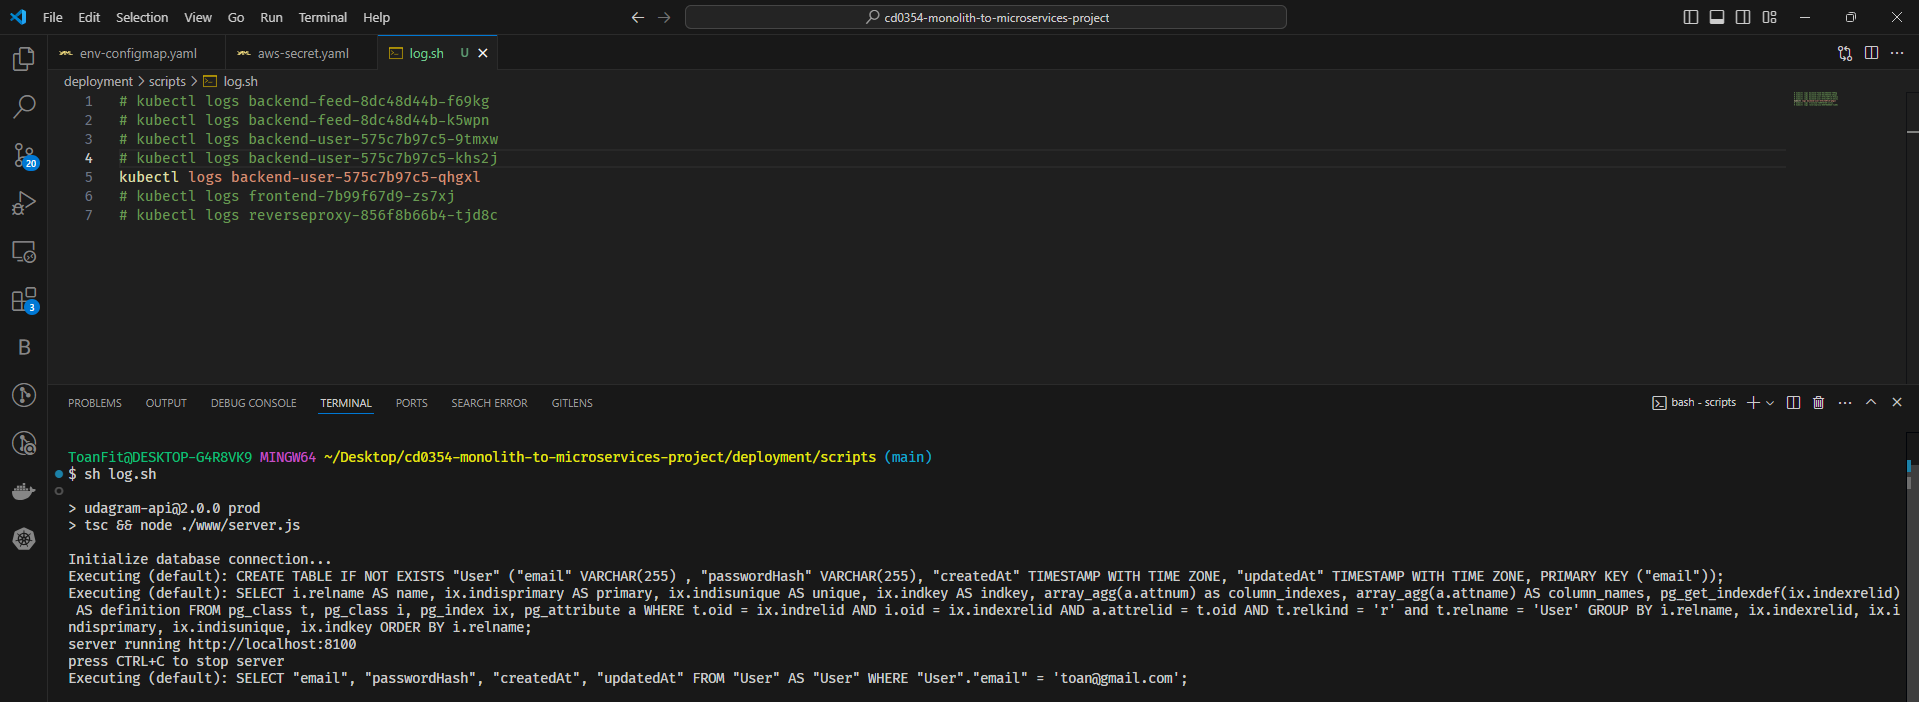 File Edit Selection View Go Run Terminal Help
cd0354-monolith-to-microservices-project
env-configmap.yaml
aws-secret.yaml
log.sh U
deployment > scripts > log.sh
1 # kubectl logs backend-feed-8dc48d44b-f69kg
2 # kubectl logs backend-feed-8dc48d44b-k5wpn
3 # kubectl logs backend-user-575c7b97c5-9tmxw
4 # kubectl logs backend-user-575c7b97c5-khs2j
5 kubectl logs backend-user-575c7b97c5-qhgxl
6 # kubectl logs frontend-7b99f67d9-zs7xj
7 # kubectl logs reverseproxy-856f8b66b4-tjd8c
20
3
B
PROBLEMS OUTPUT DEBUG CONSOLE TERMINAL PORTS SEARCH ERROR GITLENS
bash - scripts
ToanFit@DESKTOP-G4R8VK9 MINGW64 ~/Desktop/cd0354-monolith-to-microservices-project/deployment/scripts (main)
$ sh log.sh
> udagram-api@2.0.0 prod
> tsc && node ./www/server.js
Initialize database connection...
Executing (default): CREATE TABLE IF NOT EXISTS "User" ("email" VARCHAR(255) , "passwordHash" VARCHAR(255), "createdAt" TIMESTAMP WITH TIME ZONE, "updatedAt" TIMESTAMP WITH TIME ZONE, PRIMARY KEY ("email"));
Executing (default): SELECT i.relname AS name, ix.indisprimary AS primary, ix.indisunique AS unique, ix.indkey AS indkey, array_agg(a.attnum) as column_indexes, array_agg(a.attname) AS column_names, pg_get_indexdef(ix.indexrelid)
AS definition FROM pg_class t, pg_class i, pg_index ix, pg_attribute a WHERE t.oid = ix.indrelid AND i.oid = ix.indexrelid AND a.attrelid = t.oid AND t.relkind = 'r' and t.relname = 'User' GROUP BY i.relname, ix.indexrelid, ix.i
ndisprimary, ix.indisunique, ix.indkey ORDER BY i.relname;
server running http://localhost:8100
press CTRL+C to stop server
Executing (default): SELECT "email", "passwordHash", "createdAt", "updatedAt" FROM "User" AS "User" WHERE "User"."email" = 'toan@gmail.com';